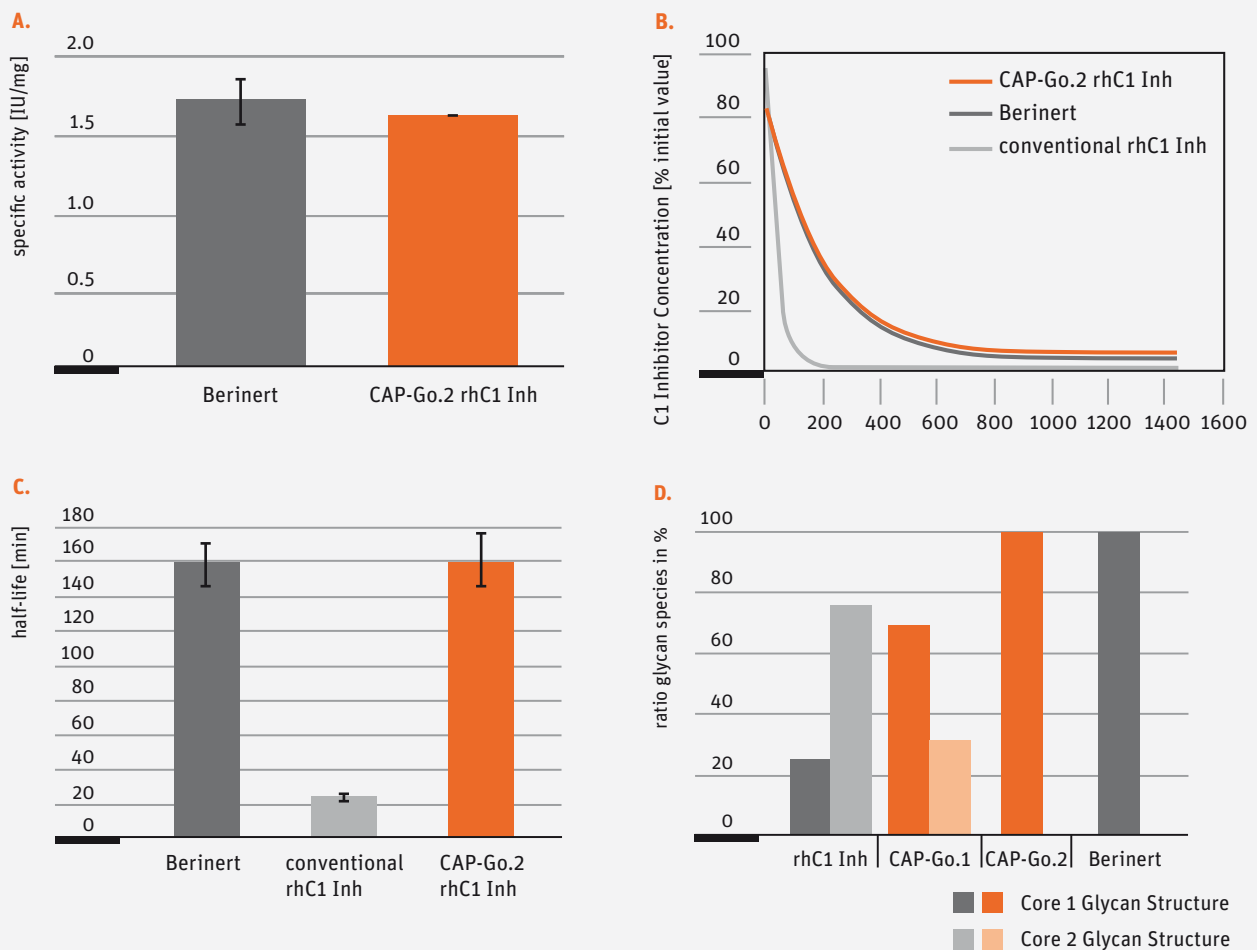 A.
specific activity [IU/mg]
2.0
1.5
1.0
0.5
0
Berinert
CAP-Go.2 rhC1 Inh
B.
C1 Inhibitor Concentration [% initial value]
100
80
60
40
20
0
CAP-Go.2 rhC1 Inh
Berinert
conventional rhC1 Inh
0 200 400 600 800 1000 1200 1400 1600
C.
half-life [min]
180
160
140
120
100
80
60
40
20
0
Berinert
conventional
rhC1 Inh
CAP-Go.2
rhC1 Inh
D.
ratio glycan species in %
100
80
60
40
20
0
rhC1 Inh
CAP-Go.1
CAP-Go.2
Berinert
Core 1 Glycan Structure
Core 2 Glycan Structure